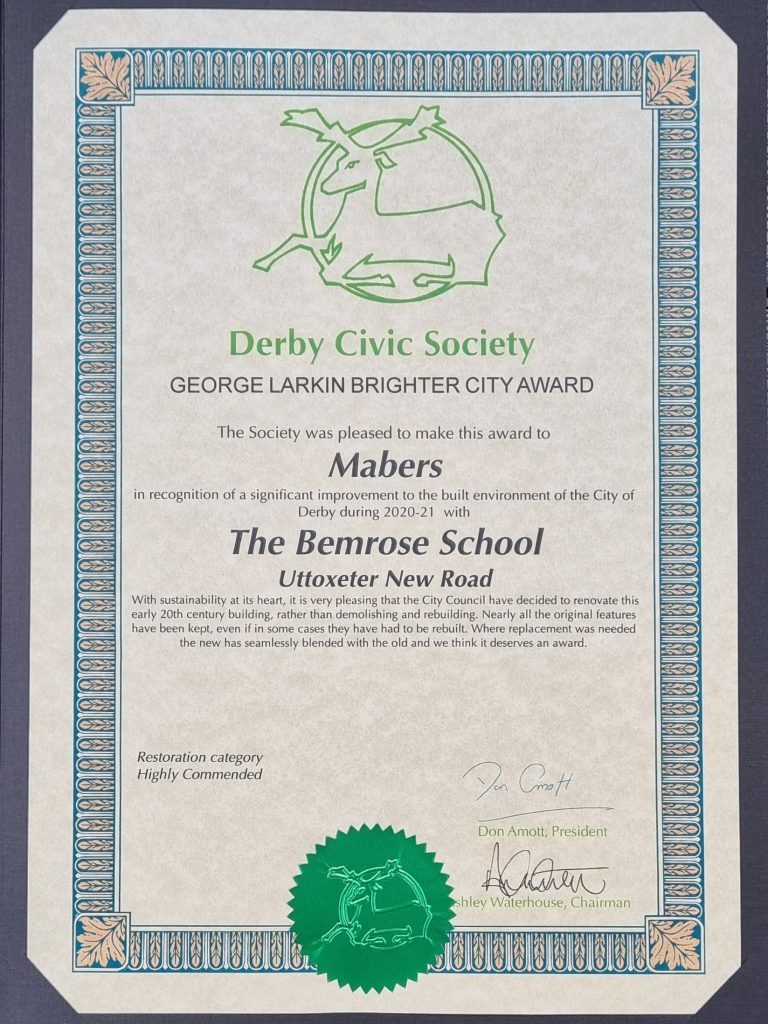 Derby Civic Society
GEORGE LARKIN BRIGHTER CITY AWARD
The Society was pleased to make this award to
Mabers
in recognition of a significant improvement to the built environment of the City of
Derby during 2020-21 with
The Bemrose School
Uttoxeter New Road
With sustainability at its heart, it is very pleasing that the City Council have decided to renovate this
early 20th century building, rather than demolishing and rebuilding. Nearly all the original features
have been kept, even if in some cases they have had to be rebuilt. Where replacement was needed
the new has seamlessly blended with the old and we think it deserves an award.
Restoration category
Highly Commended
Don Amott
Don Amott, President
shley Waterhouse, Chairman